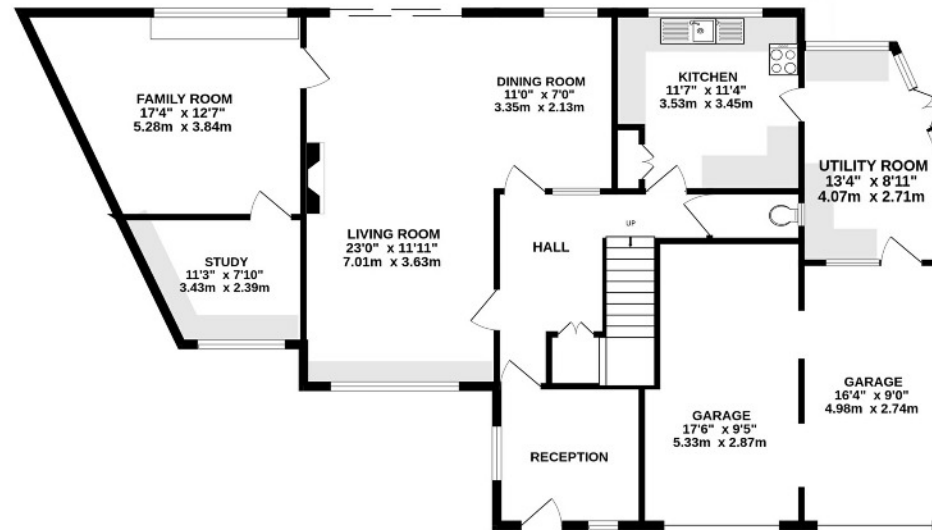 FAMILY ROOM
17'4" x 12'7"
5.28m x 3.84m
DINING ROOM
11'0" x 7'0"
3.35m x 2.13m
KITCHEN
11'7" x 11'4"
3.53m x 3.45m
UTILITY ROOM
13'4" x 8'11"
4.07m x 2.71m
STUDY
11'3" x 7'10"
3.43m x 2.39m
LIVING ROOM
23'0" x 11'11"
7.01m x 3.63m
HALL
UP
RECEPTION
GARAGE
17'6" x 9'5"
5.33m x 2.87m
GARAGE
16'4" x 9'0"
4.98m x 2.74m